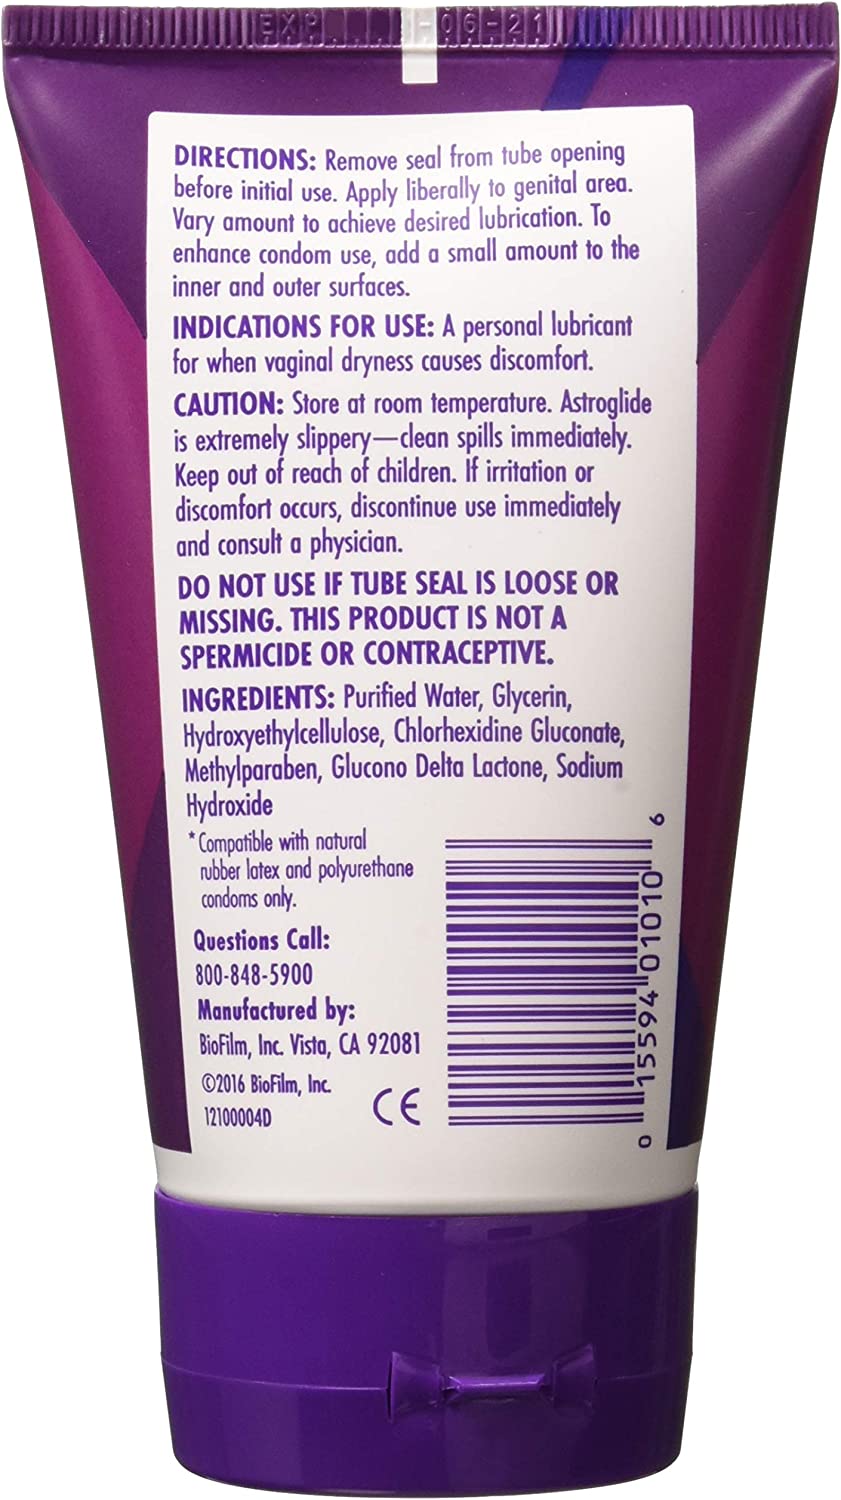 EXP -06-21
DIRECTIONS: Remove seal from tube opening
before initial use. Apply liberally to genital area.
Vary amount to achieve desired lubrication. To
enhance condom use, add a small amount to the
inner and outer surfaces.
INDICATIONS FOR USE: A personal lubricant
for when vaginal dryness causes discomfort.
CAUTION: Store at room temperature. Astroglide
is extremely slippery—clean spills immediately.
Keep out of reach of children. If irritation or
discomfort occurs, discontinue use immediately
and consult a physician.
DO NOT USE IF TUBE SEAL IS LOOSE OR
MISSING. THIS PRODUCT IS NOT A
SPERMICIDE OR CONTRACEPTIVE.
INGREDIENTS: Purified Water, Glycerin,
Hydroxyethylcellulose, Chlorhexidine Gluconate,
Methylparaben, Glucono Delta Lactone, Sodium
Hydroxide
*Compatible with natural
rubber latex and polyurethane
condoms only.
Questions Call:
800-848-5900
Manufactured by:
BioFilm, Inc. Vista, CA 92081
©2016 BioFilm, Inc.
12100004D
CE
0 15594 01010 6